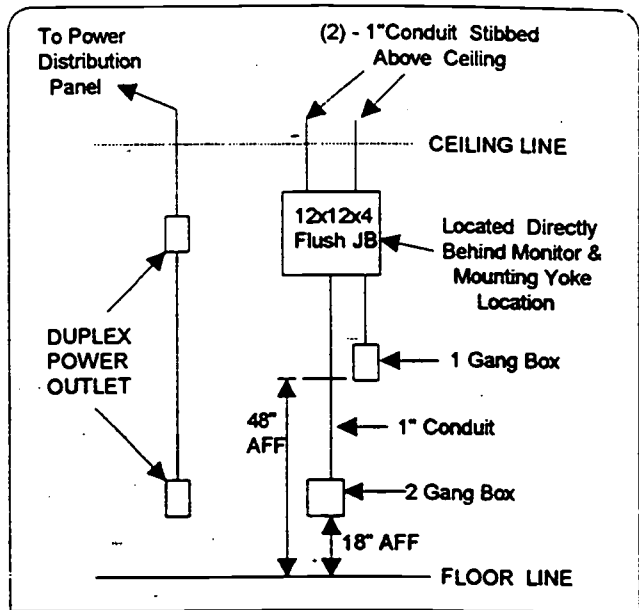 To Power
Distribution
Panel
(2) - 1"Conduit Stibbed
Above Ceiling
CEILING LINE
12x12x4
Flush JB
Located Directly
Behind Monitor &
Mounting Yoke
Location
DUPLEX
POWER
OUTLET
1 Gang Box
48"
AFF
1" Conduit
2 Gang Box
18" AFF
FLOOR LINE